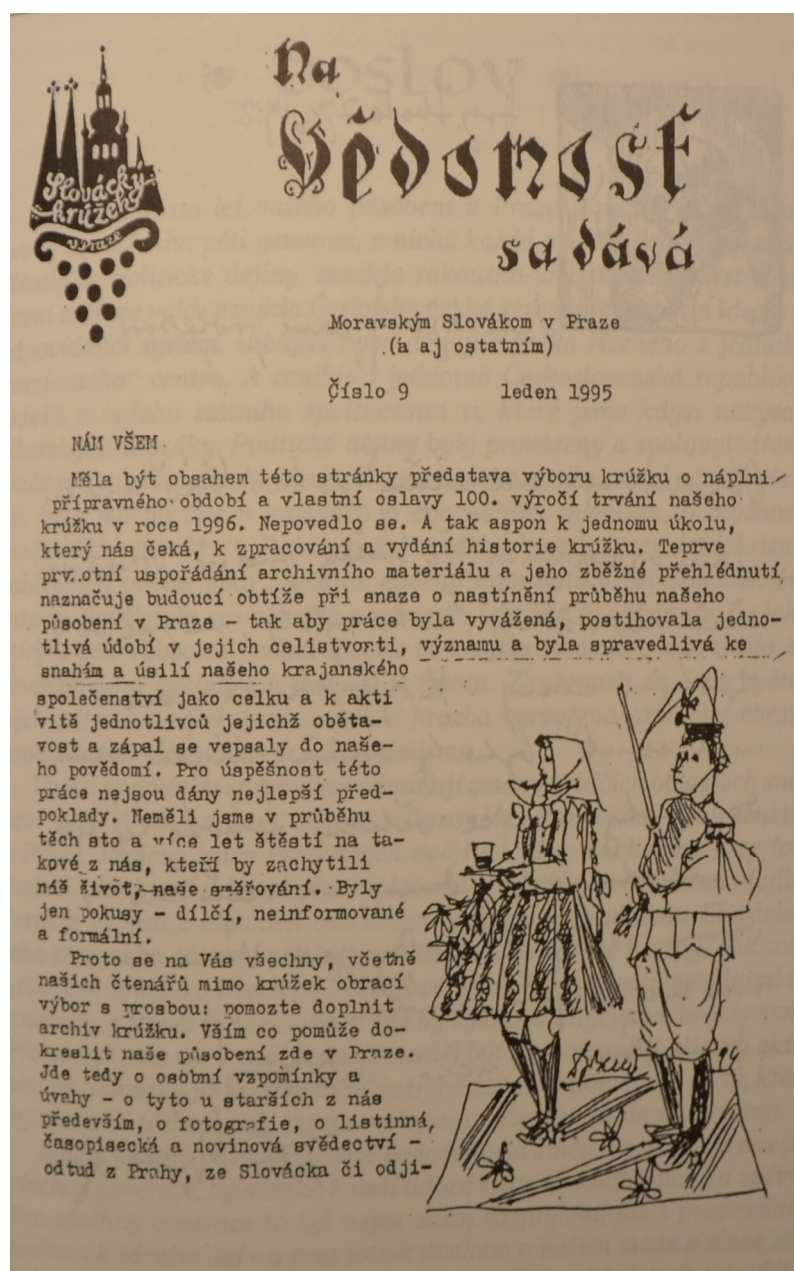 Slovácký
krúžek
v Praze
Na
Vědonosť
sa dává
Moravským Slovákom v Praze
(a aj ostatním)
Číslo 9 leden 1995
NÁM VŠEM
Měla být obsahem této stránky představa výboru krúžku o náplni
přípravného období a vlastní oslavy 100. výročí trvání našeho
krúžku v roce 1996. Nepovedlo se. A tak aspoň k jednomu úkolu,
který nás čeká, k zpracování a vydání historie krúžku. Teprve
prvotní uspořádání archivního materiálu a jeho zběžné přehlédnutí
naznačuje budoucí obtíže při snaze o nastínění průběhu našeho
působení v Praze - tak aby práce byla vyvážená, postihovala jedno-
tlivá údobí v jejich celistvosti, významu a byla spravedlivá ke
snahám a úsilí našeho krajanského
společenství jako celku a k akti
vitě jednotlivců jejichž oběta-
vost a zápal se vepsaly do naše-
ho povědomí. Pro úspěšnost této
práce nejsou dány nejlepší před-
poklady. Neměli jsme v průběhu
těch sto a více let štěstí na ta-
kové z nás, kteří by zachytili
náš život, naše směřování. Byly
jen pokusy - dílčí, neinformované
a formální.
Proto se na Vás všechny, včetně
našich čtenářů mimo krúžek obrací
výbor s prosbou: pomozte doplnit
archiv krúžku. Vším co pomůže do-
kreslit naše působení zde v Praze.
Jde tedy o osobní vzpomínky a
úvahy - o tyto u starších z nás
především, o fotografie, o listinná,
časopisecká a novinová svědectví -
odtud z Prahy, ze Slovácka či odji-
94